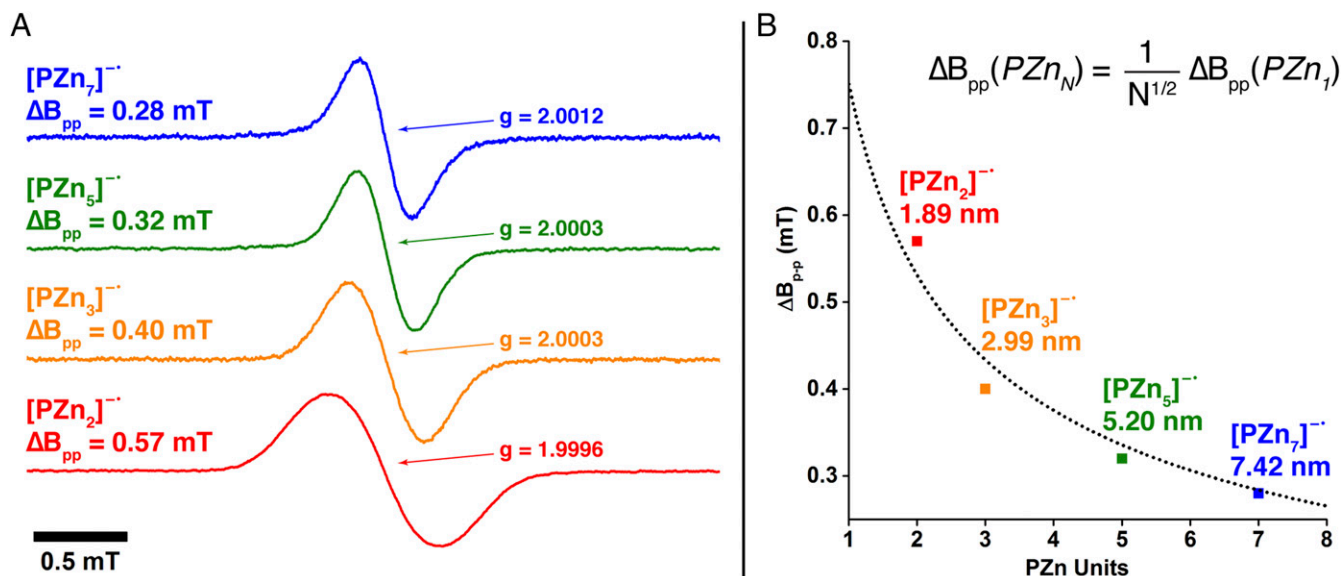 A
[PZn₇]⁻•
ΔBpp = 0.28 mT
g = 2.0012
[PZn₅]⁻•
ΔBpp = 0.32 mT
g = 2.0003
[PZn₃]⁻•
ΔBpp = 0.40 mT
g = 2.0003
[PZn₂]⁻•
ΔBpp = 0.57 mT
g = 1.9996
0.5 mT
B
ΔBpp(PZnN) = 1/N^1/2 ΔBpp(PZn₁)
0.8
0.7
0.6
0.5
0.4
0.3
ΔBp-p (mT)
[PZn₂]⁻•
1.89 nm
[PZn₃]⁻•
2.99 nm
[PZn₅]⁻•
5.20 nm
[PZn₇]⁻•
7.42 nm
1 2 3 4 5 6 7 8
PZn Units